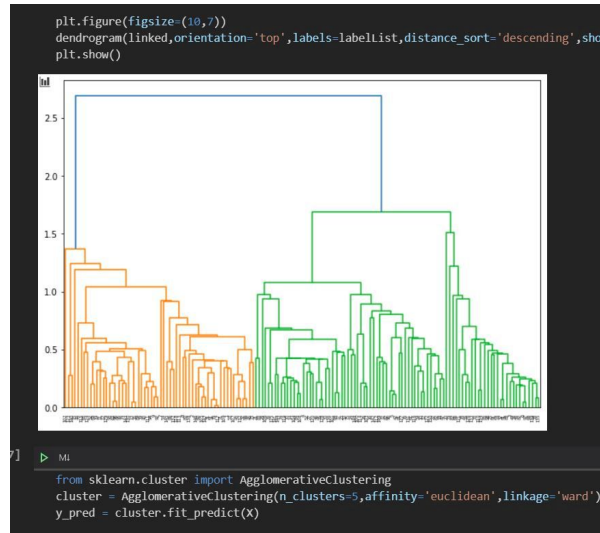 plt.figure(figsize=(10,7))
dendrogram(linked,orientation='top',labels=labelList,distance_sort='descending',sho
plt.show()
2.5
2.0
1.5
1.0
0.5
0.0
7]
M↓
from sklearn.cluster import AgglomerativeClustering
cluster = AgglomerativeClustering(n_clusters=5,affinity='euclidean',linkage='ward')
y_pred = cluster.fit_predict(X)